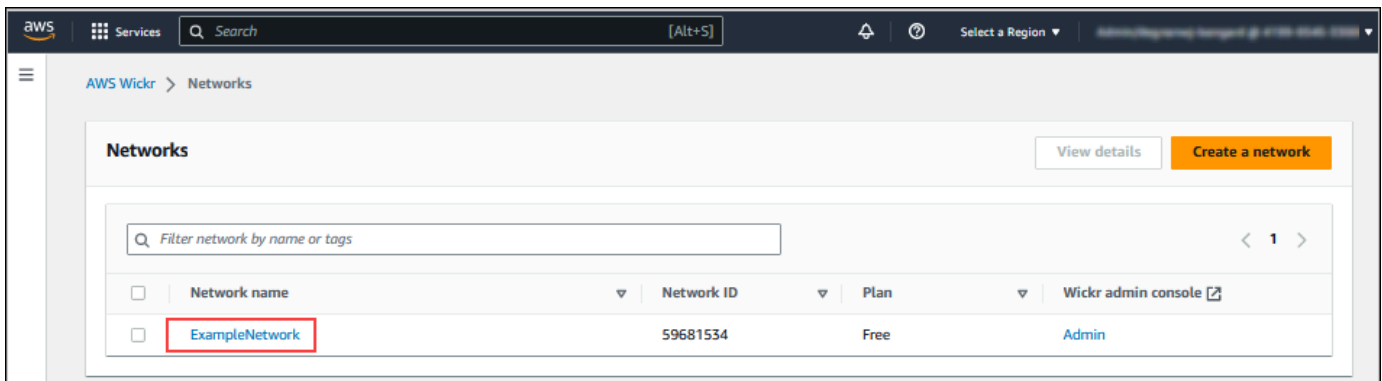 aws Services Search [Alt+S] Select a Region
AWS Wickr > Networks
Networks View details Create a network
Filter network by name or tags < 1 >
Network name Network ID Plan Wickr admin console
ExampleNetwork 59681534 Free Admin